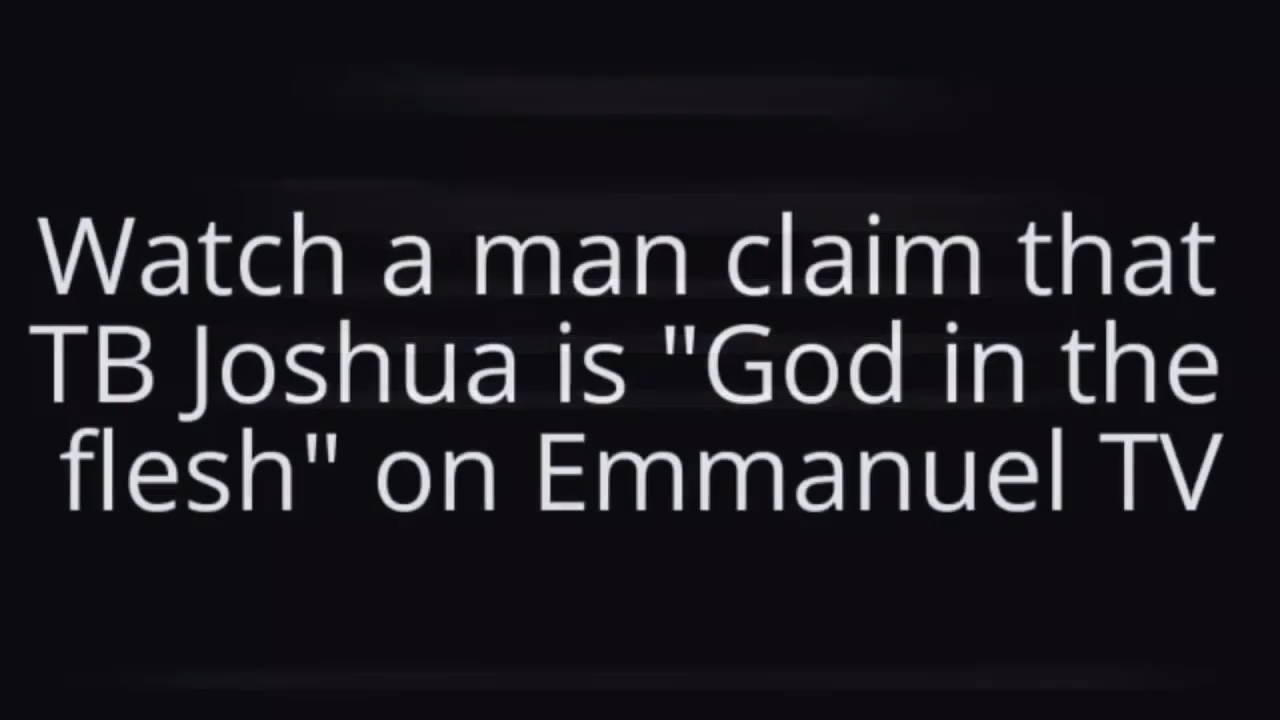 Watch a man claim that
TB Joshua is "God in the
flesh" on Emmanuel TV